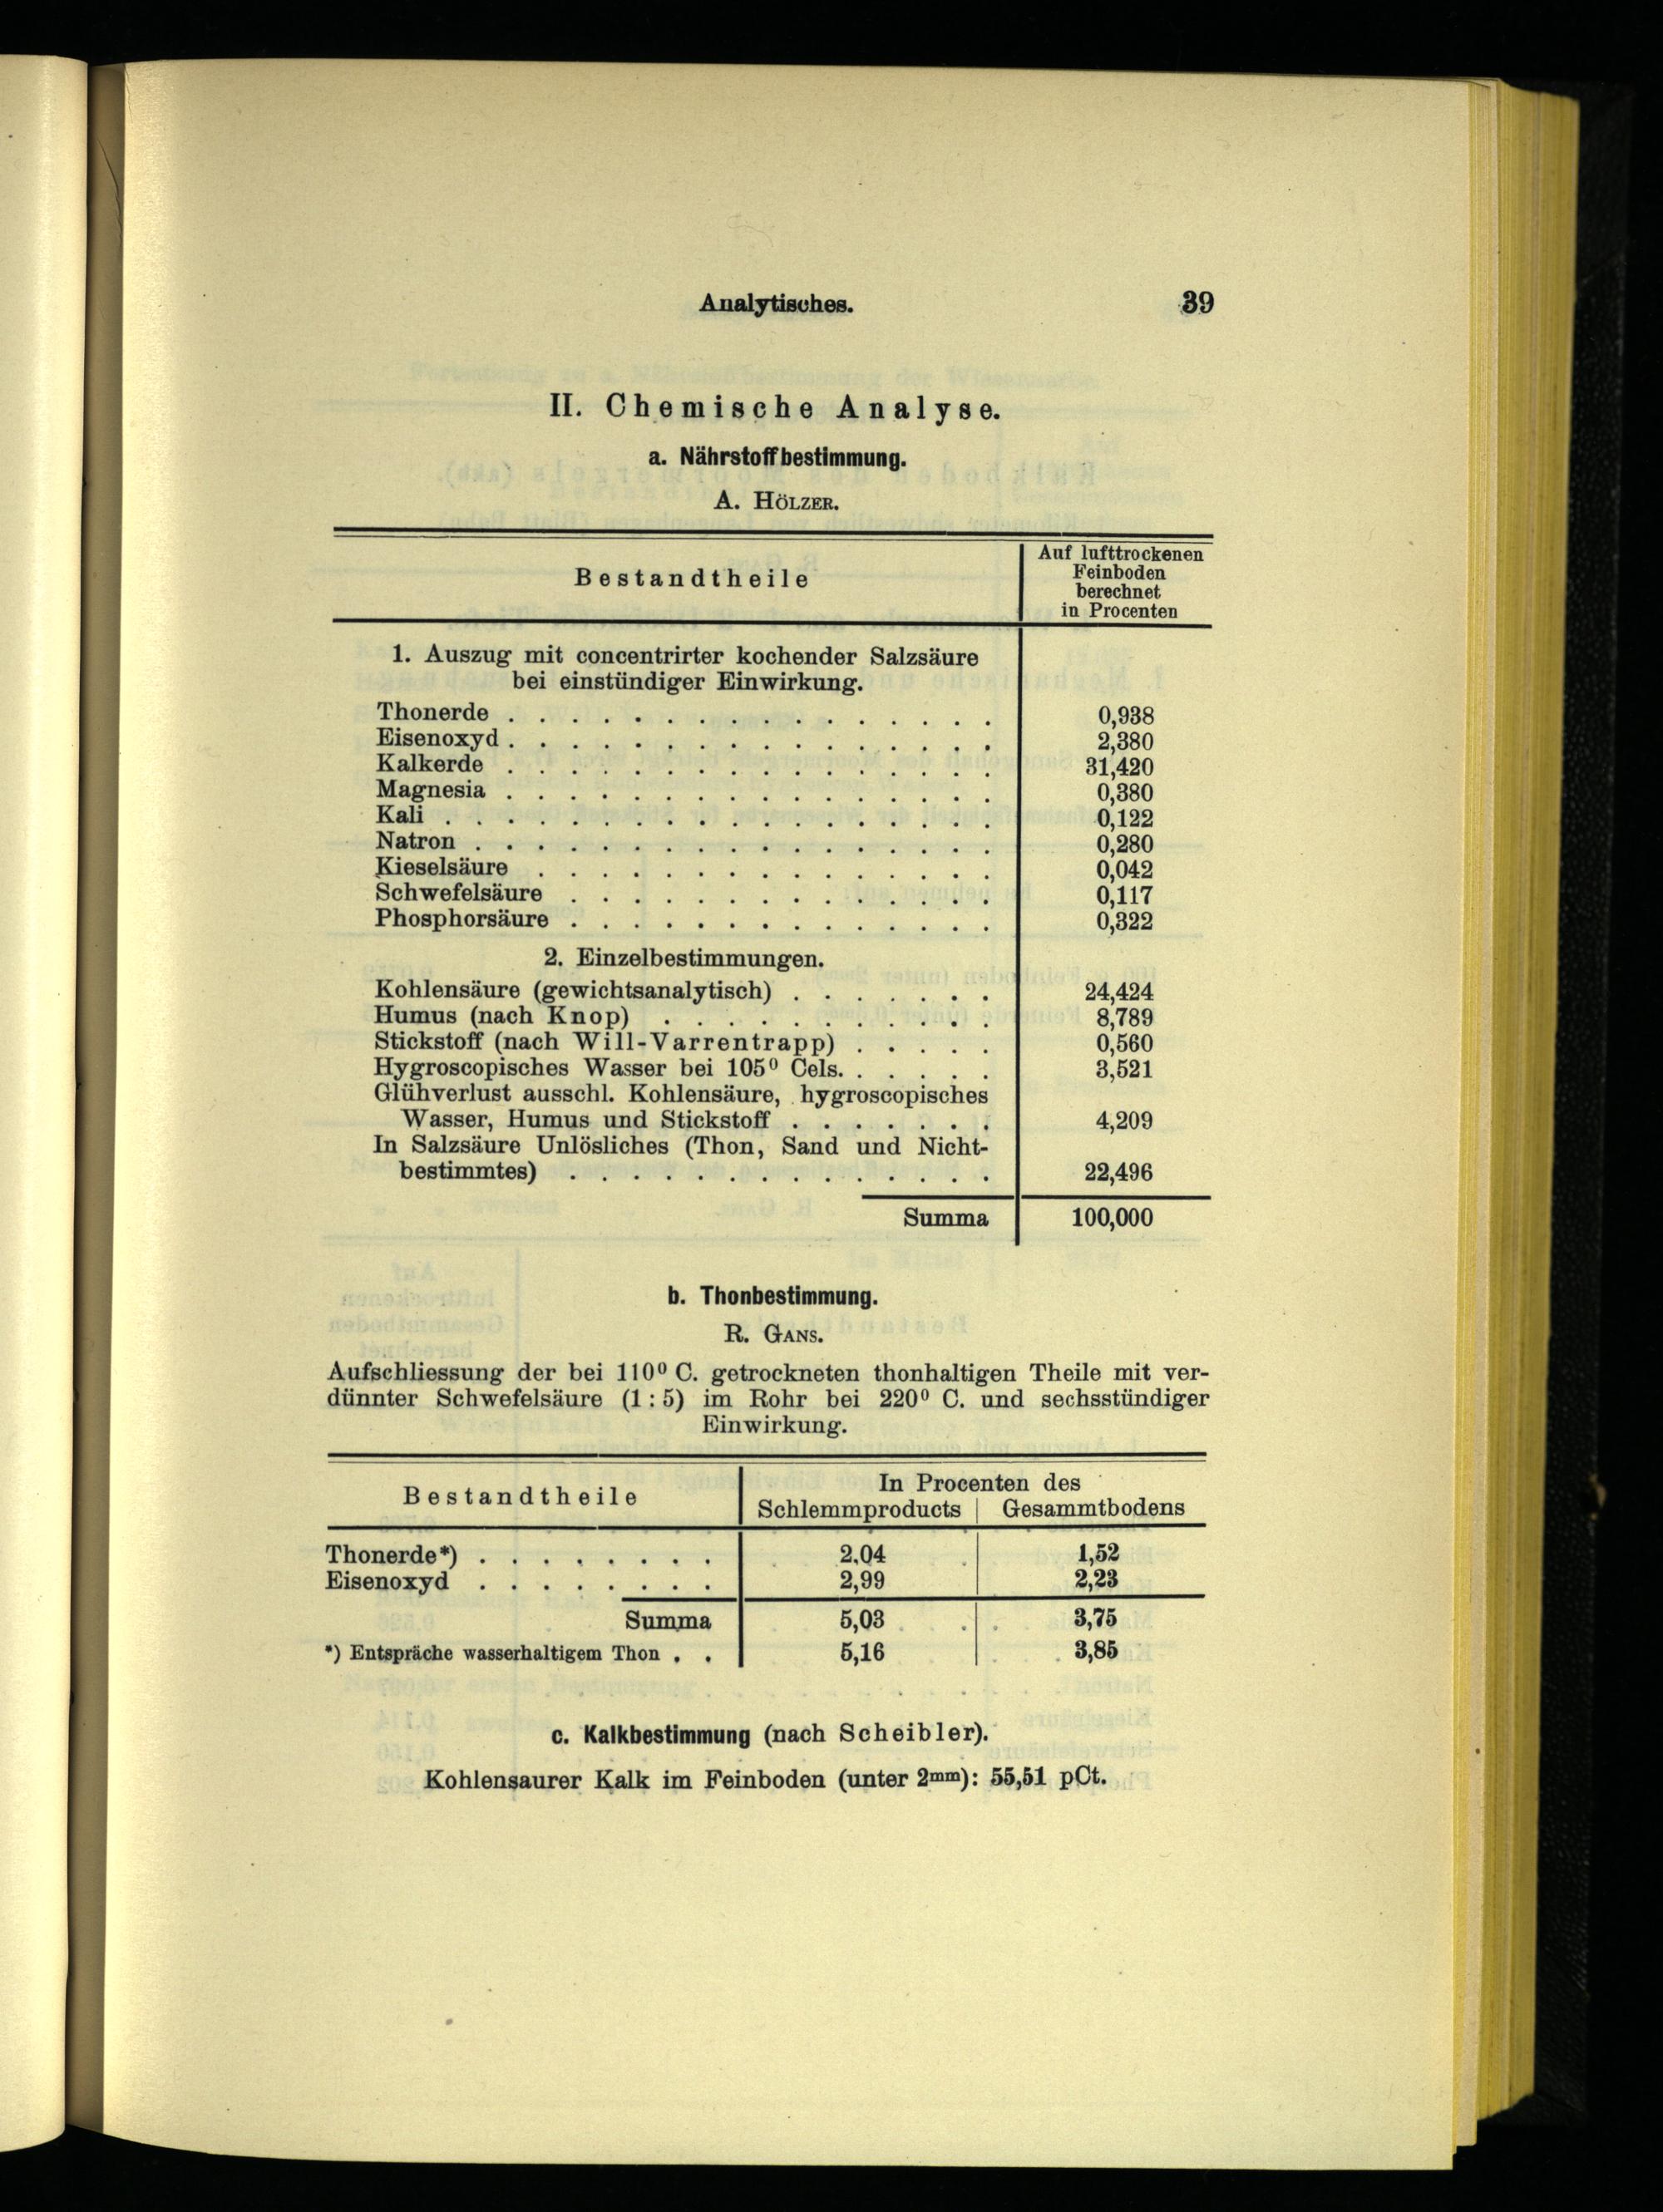 Analytisches. 39
II. Chemische Analyse.
a. Nährstoffbestimmung.
A. HÖLZER.
Bestandtheile
Auf lufttrockenen
Feinboden
berechnet
in Procenten
1. Auszug mit concentrirter kochender Salzsäure
bei einstündiger Einwirkung.
Thonerde . . . . . . . . . . . . . . . . 0,938
Eisenoxyd . . . . . . . . . . . . . . . . 2,380
Kalkerde . . . . . . . . . . . . . . . . 31,420
Magnesia . . . . . . . . . . . . . . . . 0,380
Kali . . . . . . . . . . . . . . . . . . 0,122
Natron . . . . . . . . . . . . . . . . . 0,280
Kieselsäure . . . . . . . . . . . . . . . 0,042
Schwefelsäure . . . . . . . . . . . . . . 0,117
Phosphorsäure . . . . . . . . . . . . . . 0,322
2. Einzelbestimmungen.
Kohlensäure (gewichtsanalytisch) . . . . . . . 24,424
Humus (nach Knop) . . . . . . . . . . . 8,789
Stickstoff (nach Will-Varrentrapp) . . . . . 0,560
Hygroscopisches Wasser bei 105⁰ Cels. . . . . . 3,521
Glühverlust ausschl. Kohlensäure, hygroscopisches
Wasser, Humus und Stickstoff . . . . . . . 4,209
In Salzsäure Unlösliches (Thon, Sand und Nicht-
bestimmtes) . . . . . . . . . . . . . . 22,496
Summa 100,000
b. Thonbestimmung.
R. GANS.
Aufschliessung der bei 110⁰ C. getrockneten thonhaltigen Theile mit ver-
dünnter Schwefelsäure (1 : 5) im Rohr bei 220⁰ C. und sechsstündiger
Einwirkung.
Bestandtheile
In Procenten des
Schlemmproducts | Gesammtbodens
Thonerde*) . . . . . . . . 2,04 1,52
Eisenoxyd . . . . . . . . 2,99 2,23
Summa 5,03 3,75
*) Entspräche wasserhaltigem Thon . . 5,16 3,85
c. Kalkbestimmung (nach Scheibler).
Kohlensaurer Kalk im Feinboden (unter 2mm): 55,51 pCt.